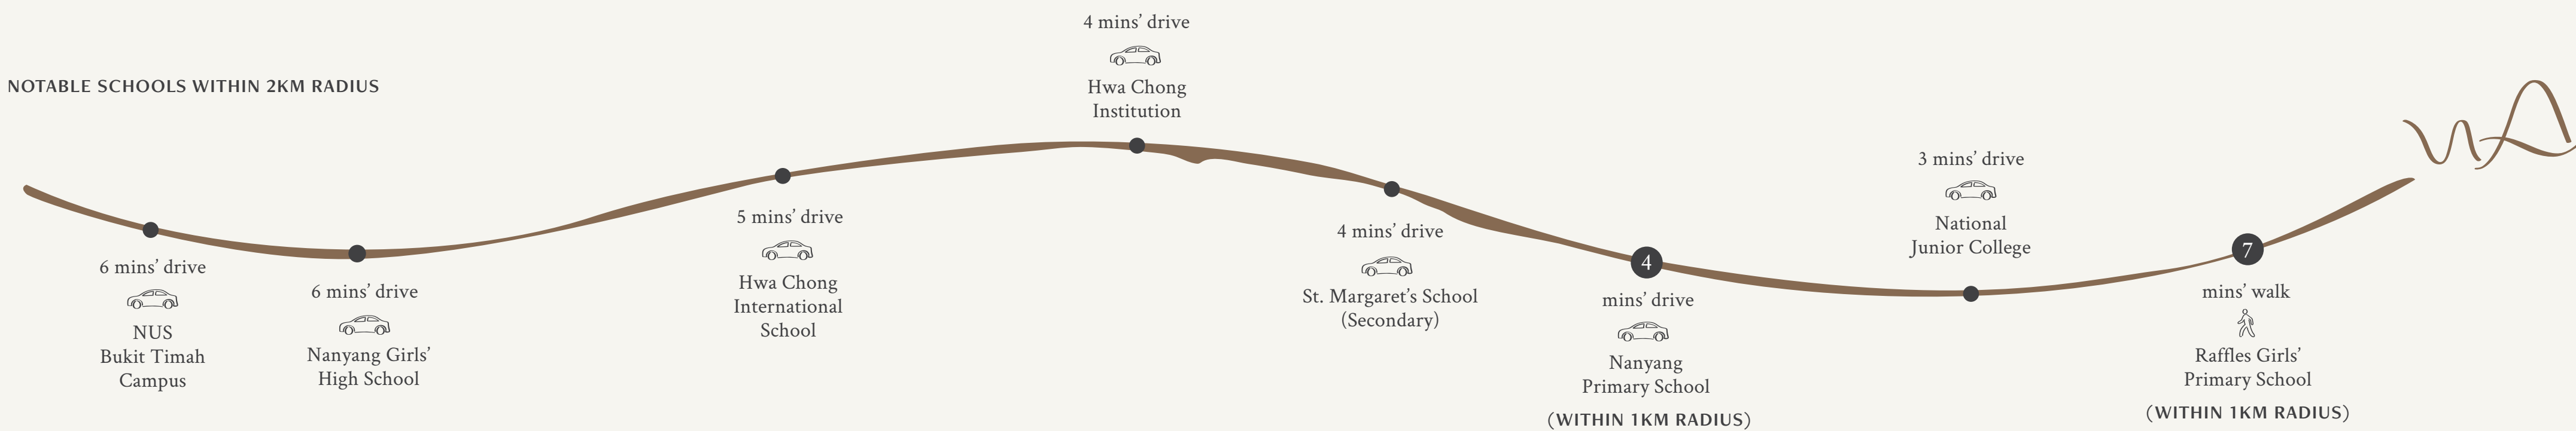 NOTABLE SCHOOLS WITHIN 2KM RADIUS
6 mins’ drive
NUS
Bukit Timah
Campus
6 mins’ drive
Nanyang Girls’
High School
5 mins’ drive
Hwa Chong
International
School
4 mins’ drive
Hwa Chong
Institution
4 mins’ drive
St. Margaret’s School
(Secondary)
4
mins’ drive
Nanyang
Primary School
(WITHIN 1KM RADIUS)
3 mins’ drive
National
Junior College
7
mins’ walk
Raffles Girls’
Primary School
(WITHIN 1KM RADIUS)